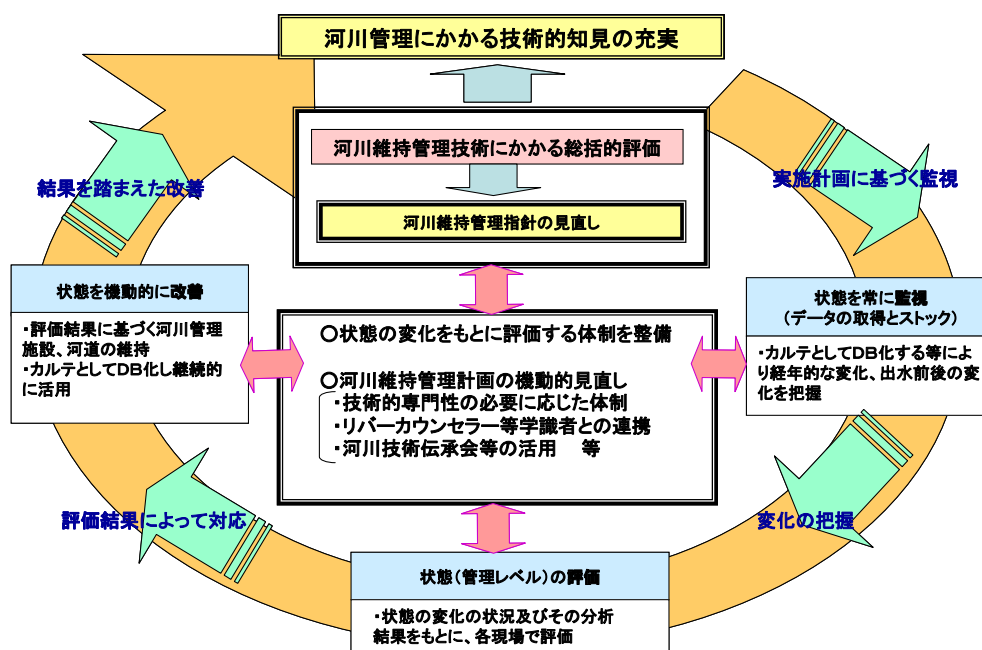 河川管理にかかる技術的知見の充実
河川維持管理技術にかかる総括的評価
河川維持管理指針の見直し
結果を踏まえた改善
実施計画に基づく監視
状態を機動的に改善
・評価結果に基づく河川管理
施設、河道の維持
・カルテとしてDB化し継続的
に活用
○状態の変化をもとに評価する体制を整備
○河川維持管理計画の機動的見直し
・技術的専門性の必要に応じた体制
・リバーカウンセラー等学識者との連携
・河川技術伝承会等の活用　等
状態を常に監視
（データの取得とストック）
・カルテとしてDB化する等によ
り経年的な変化、出水前後の変
化を把握
評価結果によって対応
変化の把握
状態（管理レベル）の評価
・状態の変化の状況及びその分析
結果をもとに、各現場で評価